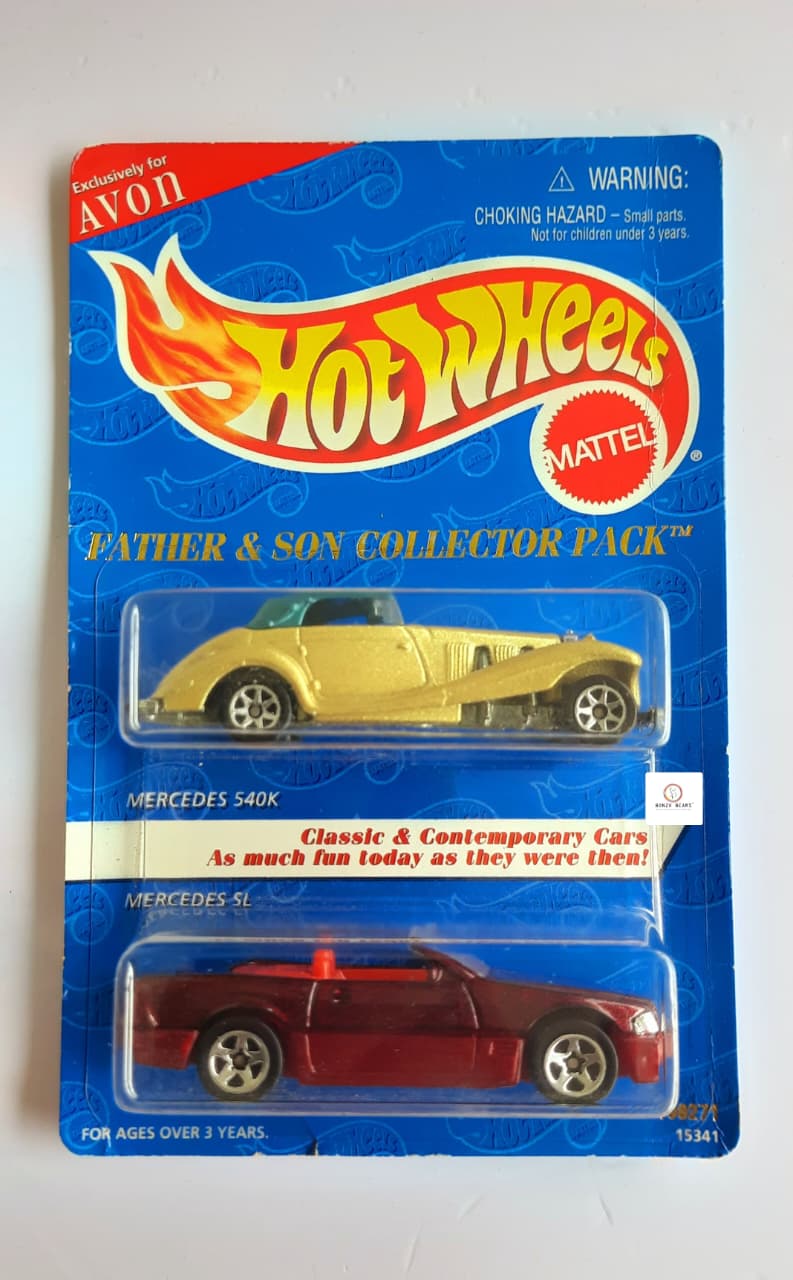 Exclusively for
AVON
WARNING:
CHOKING HAZARD – Small parts.
Not for children under 3 years.
Hot Wheels
MATTEL
®
FATHER & SON COLLECTOR PACK™
MERCEDES 540K
Classic & Contemporary Cars
As much fun today as they were then!
MERCEDES SL
FOR AGES OVER 3 YEARS.
15341